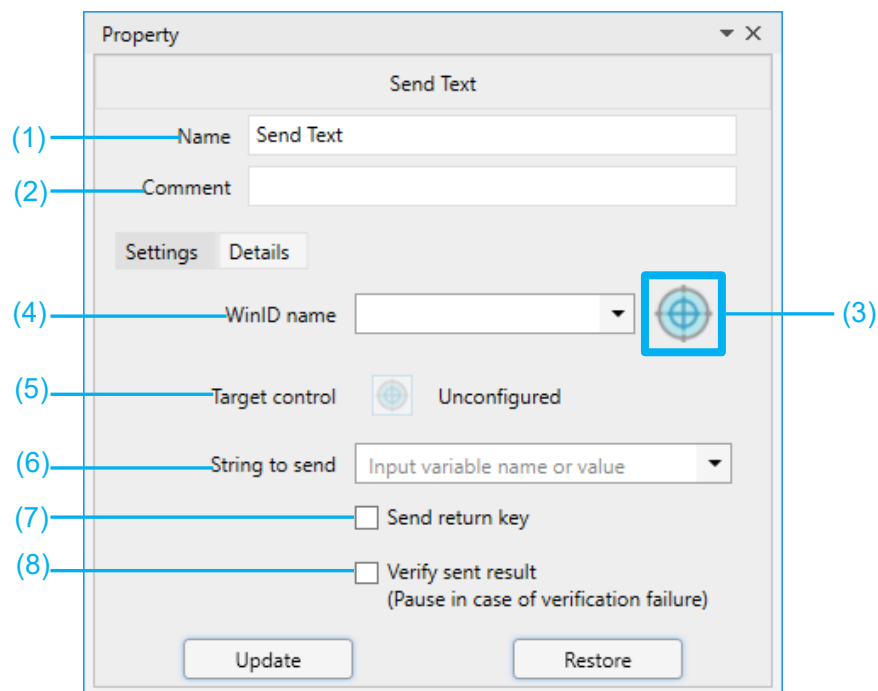 Property
Send Text
(1) Name Send Text
(2) Comment
Settings Details
(4) WinID name (3)
(5) Target control Unconfigured
(6) String to send Input variable name or value
(7) Send return key
(8) Verify sent result
(Pause in case of verification failure)
Update Restore